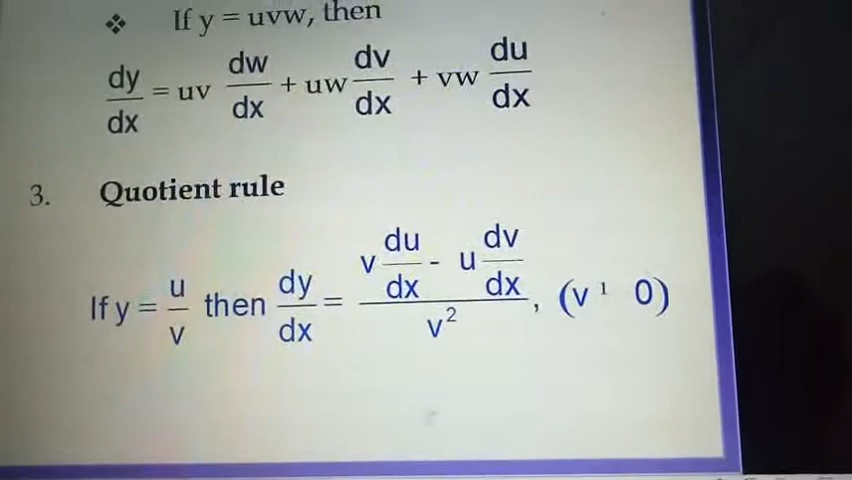 ❖ If y = uvw, then
dy/dx = uv dw/dx + uw dv/dx + vw du/dx
3. Quotient rule
If y = u/v then dy/dx = (v du/dx - u dv/dx)/v², (v ¹ 0)